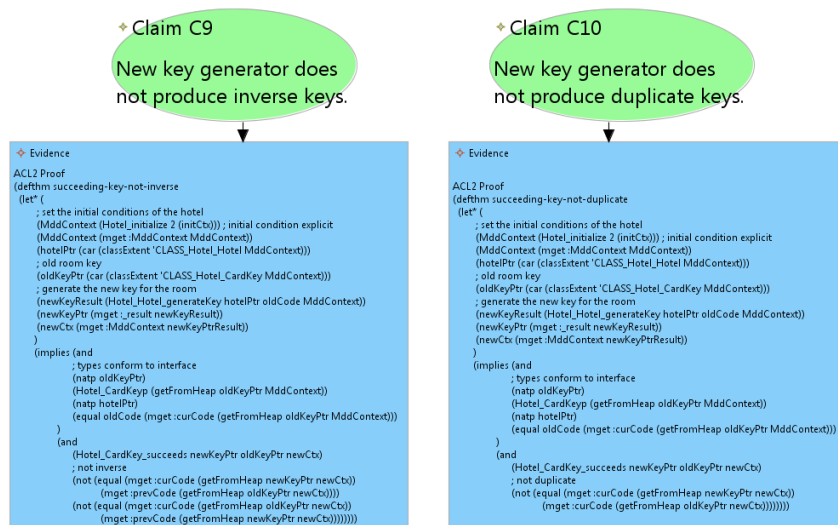 Claim C9
New key generator does
not produce inverse keys.
Evidence
ACL2 Proof
(defthm succeeding-key-not-inverse
(let* (
; set the initial conditions of the hotel
(MddContext (Hotel_initialize 2 (initCtx))) ; initial condition explicit
(MddContext (mget :MddContext MddContext))
(hotelPtr (car (classExtent 'CLASS_Hotel_Hotel MddContext)))
; old room key
(oldKeyPtr (car (classExtent 'CLASS_Hotel_CardKey MddContext)))
; generate the new key for the room
(newKeyResult (Hotel_Hotel_generateKey hotelPtr oldCode MddContext))
(newKeyPtr (mget :_result newKeyResult))
(newCtx (mget :MddContext newKeyPtrResult))
)
(implies (and
; types conform to interface
(natp oldKeyPtr)
(Hotel_CardKeyp (getFromHeap oldKeyPtr MddContext))
(natp hotelPtr)
(equal oldCode (mget :curCode (getFromHeap oldKeyPtr MddContext)))
)
(and
(Hotel_CardKey_succeeds newKeyPtr oldKeyPtr newCtx)
; not inverse
(not (equal (mget :curCode (getFromHeap newKeyPtr newCtx))
(mget :prevCode (getFromHeap oldKeyPtr newCtx))))
(not (equal (mget :curCode (getFromHeap oldKeyPtr newCtx))
(mget :prevCode (getFromHeap newKeyPtr newCtx))))))))
Claim C10
New key generator does
not produce duplicate keys.
Evidence
ACL2 Proof
(defthm succeeding-key-not-duplicate
(let* (
; set the initial conditions of the hotel
(MddContext (Hotel_initialize 2 (initCtx))) ; initial condition explicit
(MddContext (mget :MddContext MddContext))
(hotelPtr (car (classExtent 'CLASS_Hotel_Hotel MddContext)))
; old room key
(oldKeyPtr (car (classExtent 'CLASS_Hotel_CardKey MddContext)))
; generate the new key for the room
(newKeyResult (Hotel_Hotel_generateKey hotelPtr oldCode MddContext))
(newKeyPtr (mget :_result newKeyResult))
(newCtx (mget :MddContext newKeyPtrResult))
)
(implies (and
; types conform to interface
(natp oldKeyPtr)
(Hotel_CardKeyp (getFromHeap oldKeyPtr MddContext))
(natp hotelPtr)
(equal oldCode (mget :curCode (getFromHeap oldKeyPtr MddContext)))
)
(and
(Hotel_CardKey_succeeds newKeyPtr oldKeyPtr newCtx)
; not duplicate
(not (equal (mget :curCode (getFromHeap newKeyPtr newCtx))
(mget :curCode (getFromHeap oldKeyPtr newCtx))))))))